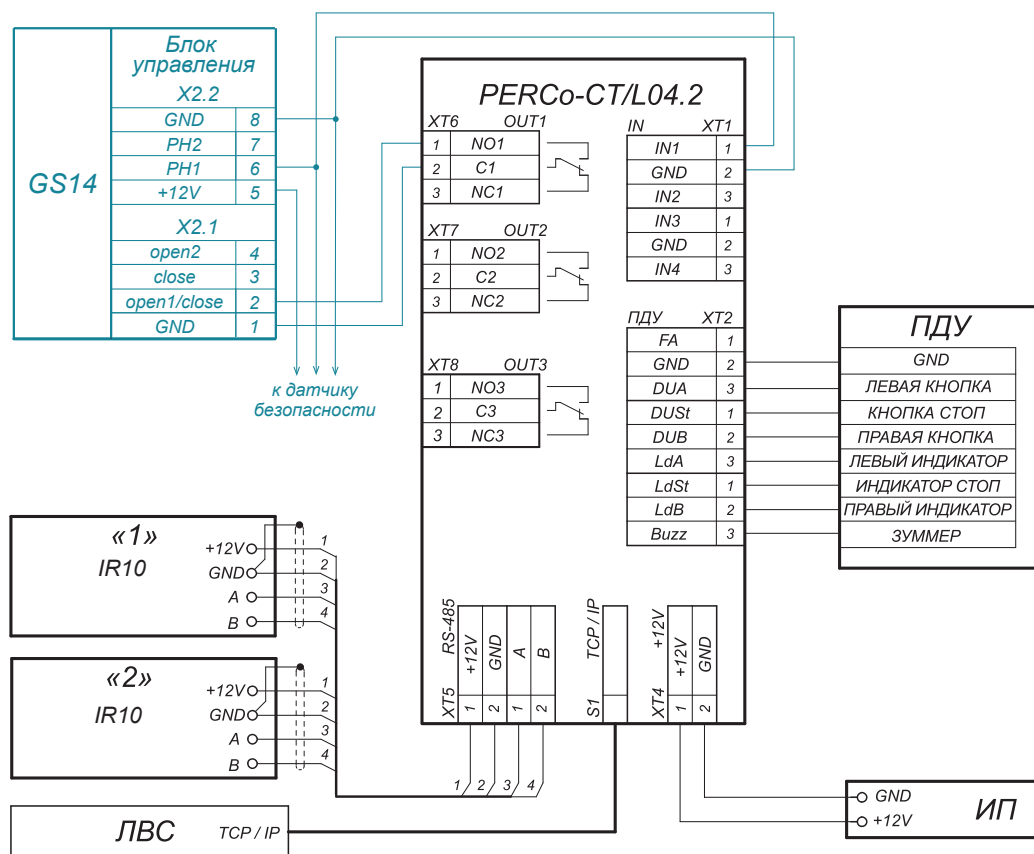 GS14
Блок
управления
X2.2
GND 8
PH2 7
PH1 6
+12V 5
X2.1
open2 4
close 3
open1/close 2
GND 1
к датчику
безопасности
PERCo-CT/L04.2
XT6 OUT1
1 NO1
2 C1
3 NC1
XT7 OUT2
1 NO2
2 C2
3 NC2
XT8 OUT3
1 NO3
2 C3
3 NC3
IN XT1
IN1 1
GND 2
IN2 3
IN3 1
GND 2
IN4 3
ПДУ XT2
FA 1
GND 2
DUA 3
DUSt 1
DUB 2
LdA 3
LdSt 1
LdB 2
Buzz 3
ПДУ
GND
ЛЕВАЯ КНОПКА
КНОПКА СТОП
ПРАВАЯ КНОПКА
ЛЕВЫЙ ИНДИКАТОР
ИНДИКАТОР СТОП
ПРАВЫЙ ИНДИКАТОР
ЗУММЕР
«1»
IR10
+12V 1
GND 2
A 3
B 4
«2»
IR10
+12V 1
GND 2
A 3
B 4
XT5 RS-485
1 +12V
2 GND
1 A
2 B
1 2 3 4
S1 TCP / IP
XT4 +12V
1 +12V
2 GND
ЛВС TCP / IP
GND
+12V
ИП